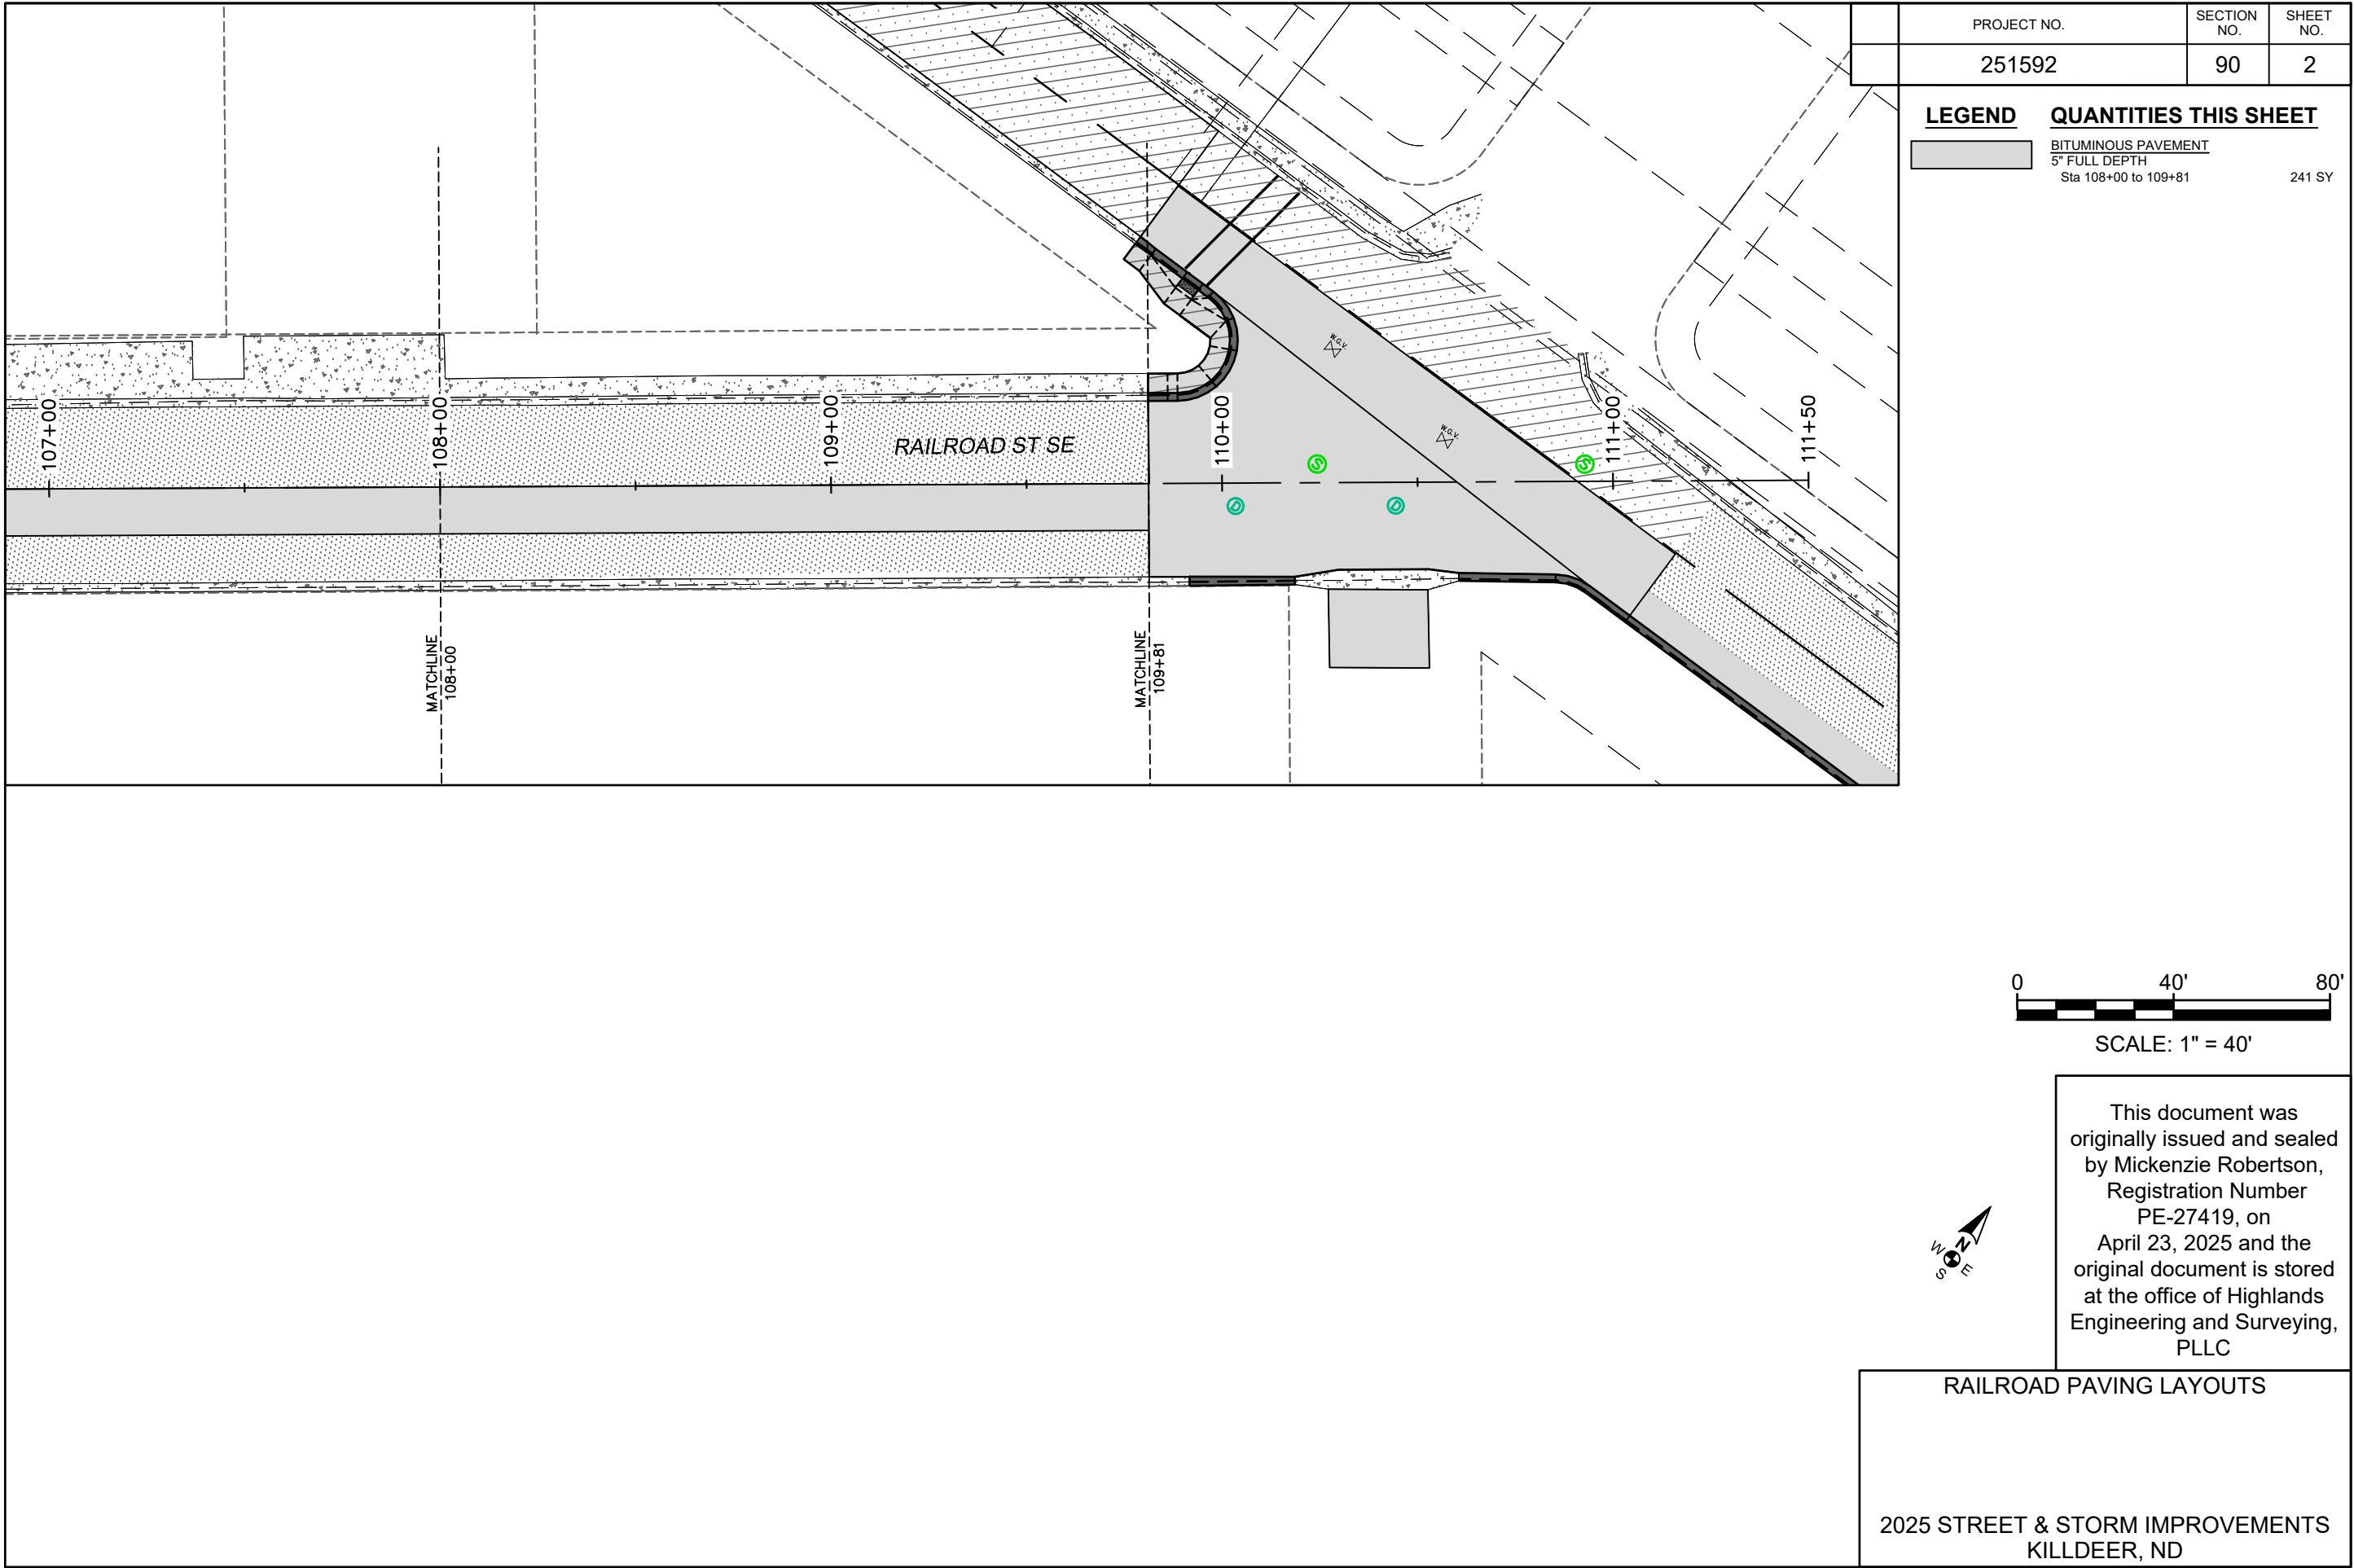 PROJECT NO.
SECTION NO.
SHEET NO.
251592
90
2
LEGEND
QUANTITIES THIS SHEET
BITUMINOUS PAVEMENT
5" FULL DEPTH
Sta 108+00 to 109+81 241 SY
107+00
108+00
109+00
RAILROAD ST SE
110+00
111+00
111+50
W.G.V.
W.G.V.
S
S
D
D
MATCHLINE
108+00
MATCHLINE
109+81
0 40' 80'
SCALE: 1" = 40'
N
W
E
S
This document was
originally issued and sealed
by Mickenzie Robertson,
Registration Number
PE-27419, on
April 23, 2025 and the
original document is stored
at the office of Highlands
Engineering and Surveying,
PLLC
RAILROAD PAVING LAYOUTS
2025 STREET & STORM IMPROVEMENTS
KILLDEER, ND